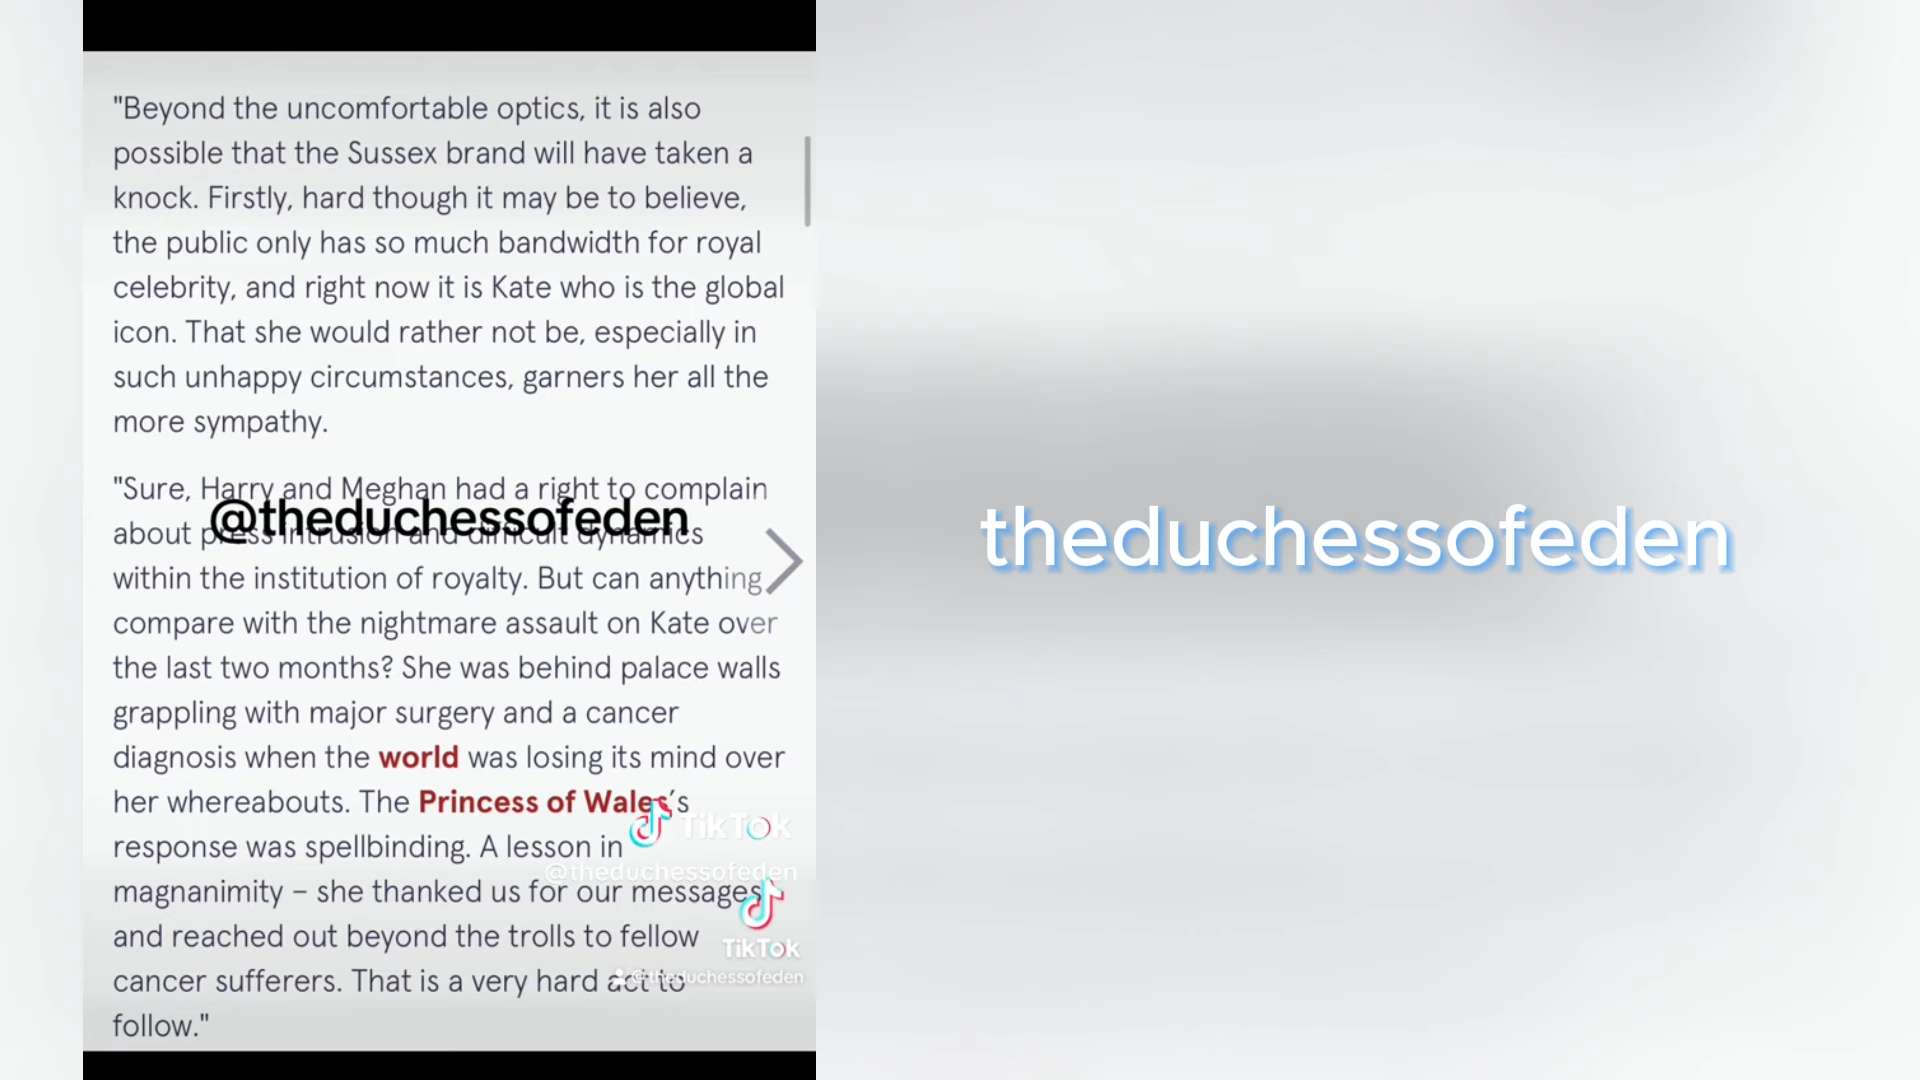 "Beyond the uncomfortable optics, it is also
possible that the Sussex brand will have taken a
knock. Firstly, hard though it may be to believe,
the public only has so much bandwidth for royal
celebrity, and right now it is Kate who is the global
icon. That she would rather not be, especially in
such unhappy circumstances, garners her all the
more sympathy.
"Sure, Harry and Meghan had a right to complain
@theduchessofeden
about press intrusion and difficult dynamics
within the institution of royalty. But can anything
compare with the nightmare assault on Kate over
the last two months? She was behind palace walls
grappling with major surgery and a cancer
diagnosis when the world was losing its mind over
her whereabouts. The Princess of Wales's
TikTok
response was spellbinding. A lesson in
@theduchessofeden
magnanimity – she thanked us for our messages
and reached out beyond the trolls to fellow
TikTok
cancer sufferers. That is a very hard act to
@theduchessofeden
follow."
theduchessofeden